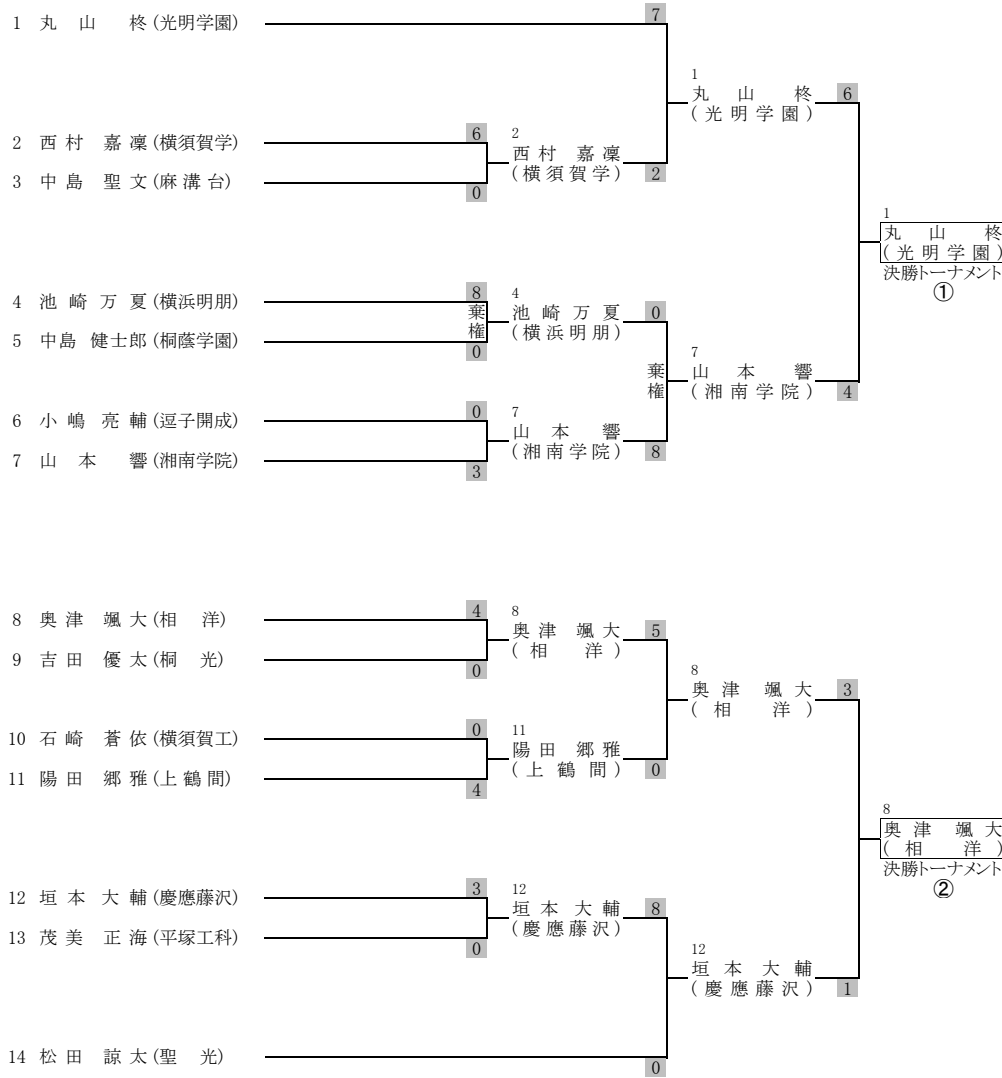 7
1 丸 山 柊 (光明学園)
1
丸 山 柊 6
( 光 明 学 園 )
6 2
2 西 村 嘉 凜 (横須賀学)
西 村 嘉 凜
( 横 須 賀 学 ) 2
3 中 島 聖 文 (麻 溝 台)
0
1
丸 山 柊
( 光 明 学 園 )
決勝トーナメント
①
8 4
4 池 崎 万 夏 (横浜明朋)
棄権
池 崎 万 夏 0
( 横 浜 明 朋 )
5 中島 健士郎 (桐蔭学園)
0
7
棄権
山 本 響
( 湘 南 学 院 ) 4
0 7
6 小 嶋 亮 輔 (逗子開成)
山 本 響
( 湘 南 学 院 ) 8
7 山 本 響 (湘南学院)
3
4 8
8 奥 津 颯 大 (相 洋)
奥 津 颯 大 5
( 相 洋 )
9 吉 田 優 太 (桐 光)
0
8
奥 津 颯 大 3
( 相 洋 )
0 11
10 石 崎 蒼 依 (横須賀工)
陽 田 郷 雅
( 上 鶴 間 ) 0
11 陽 田 郷 雅 (上 鶴 間)
4
8
奥 津 颯 大
( 相 洋 )
決勝トーナメント
②
3 12
12 垣 本 大 輔 (慶應藤沢)
垣 本 大 輔 8
( 慶 應 藤 沢 )
13 茂 美 正 海 (平塚工科)
0
12
垣 本 大 輔
( 慶 應 藤 沢 ) 1
14 松 田 諒 太 (聖 光)
0